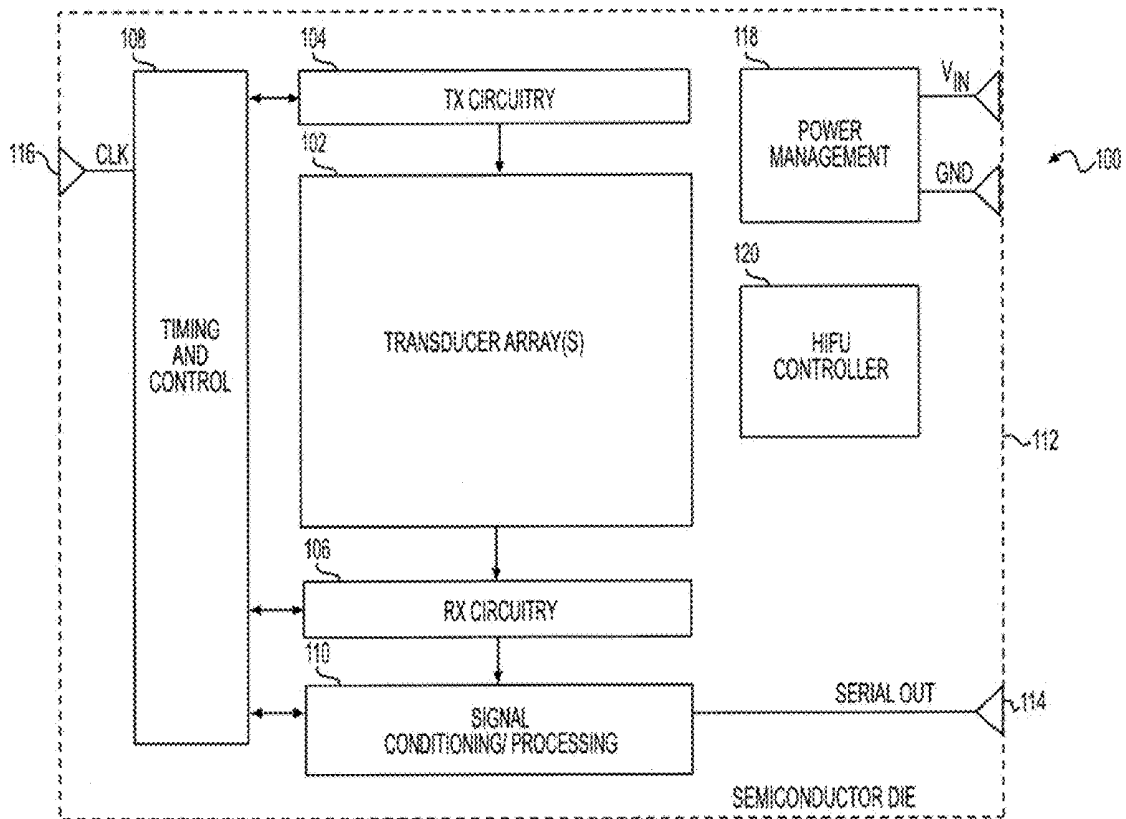 108
104
TX CIRCUITRY
118
POWER
MANAGEMENT
VIN
GND
100
116
CLK
102
TRANSDUCER ARRAY(S)
120
HIFU
CONTROLLER
TIMING
AND
CONTROL
112
106
RX CIRCUITRY
110
SIGNAL
CONDITIONING/ PROCESSING
SERIAL OUT
114
SEMICONDUCTOR DIE